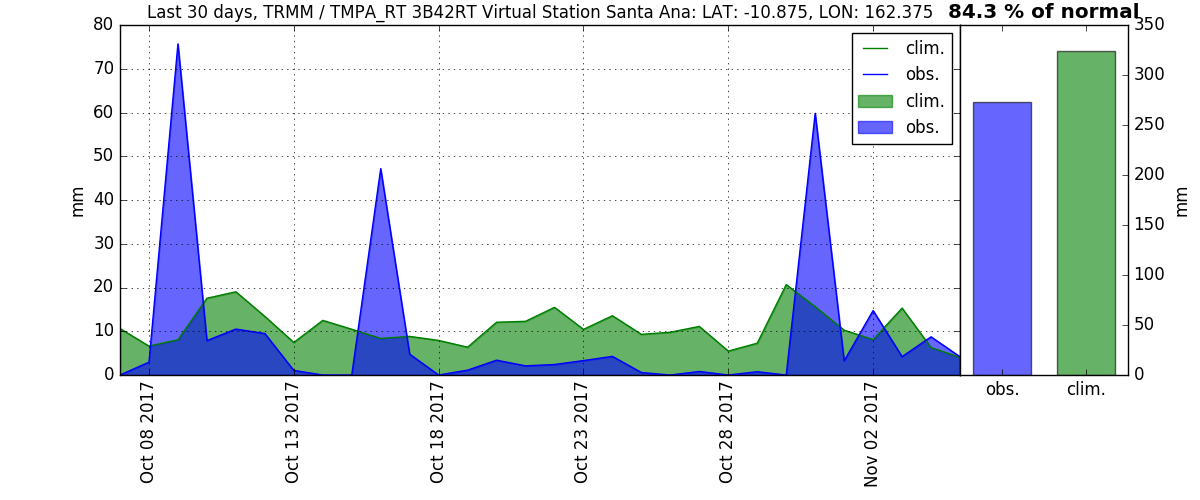 Last 30 days, TRMM / TMPA_RT 3B42RT Virtual Station Santa Ana: LAT: -10.875, LON: 162.375
84.3 % of normal
80
70
60
50
40
30
20
10
0
mm
clim.
obs.
clim.
obs.
Oct 08 2017
Oct 13 2017
Oct 18 2017
Oct 23 2017
Oct 28 2017
Nov 02 2017
350
300
250
200
150
100
50
0
mm
obs.
clim.